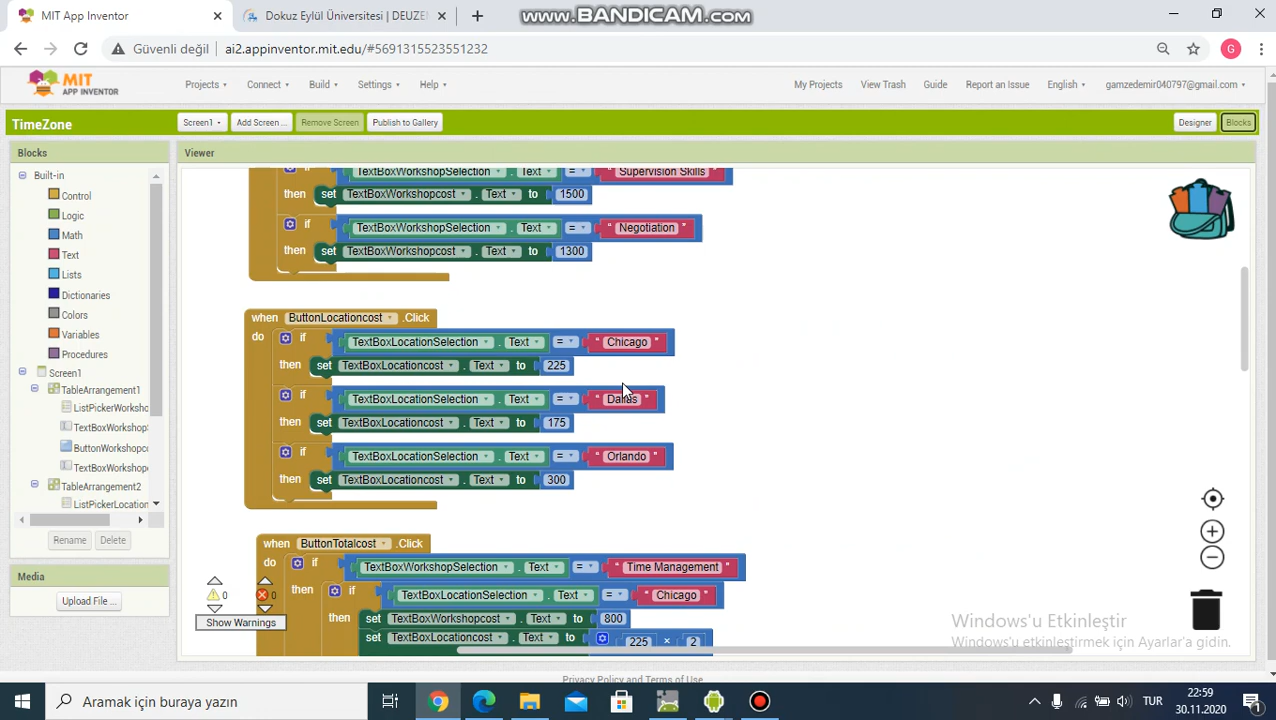 www.BANDICAM.com
MIT App Inventor
Dokuz Eylül Üniversitesi | DEUZEM
Güvenli değil
ai2.appinventor.mit.edu/#5691315523551232
G
MIT
APP INVENTOR
Projects
Connect
Build
Settings
Help
My Projects
View Trash
Guide
Report an Issue
English
gamzedemir040797@gmail.com
TimeZone
Screen1
Add Screen ...
Remove Screen
Publish to Gallery
Designer
Blocks
Blocks
Viewer
Built-in
Control
Logic
Math
Text
Lists
Dictionaries
Colors
Variables
Procedures
Screen1
TableArrangement1
ListPickerWorksho
TextBoxWorkshop
ButtonWorkshopco
TextBoxWorkshop
TableArrangement2
ListPickerLocation
Rename
Delete
Media
Upload File ...
if TextBoxWorkshopSelection . Text = " Supervision Skills "
then set TextBoxWorkshopcost . Text to 1500
if TextBoxWorkshopSelection . Text = " Negotiation "
then set TextBoxWorkshopcost . Text to 1300
when ButtonLocationcost .Click
do if TextBoxLocationSelection . Text = " Chicago "
then set TextBoxLocationcost . Text to 225
if TextBoxLocationSelection . Text = " Dallas "
then set TextBoxLocationcost . Text to 175
if TextBoxLocationSelection . Text = " Orlando "
then set TextBoxLocationcost . Text to 300
when ButtonTotalcost .Click
do if TextBoxWorkshopSelection . Text = " Time Management "
then if TextBoxLocationSelection . Text = " Chicago "
then set TextBoxWorkshopcost . Text to 800
set TextBoxLocationcost . Text to 225 × 2
0
0
Show Warnings
Windows'u Etkinleştir
Windows'u etkinleştirmek için Ayarlar'a gidin.
Privacy Policy and Terms of Use
Aramak için buraya yazın
TUR
22:59
30.11.2020
1